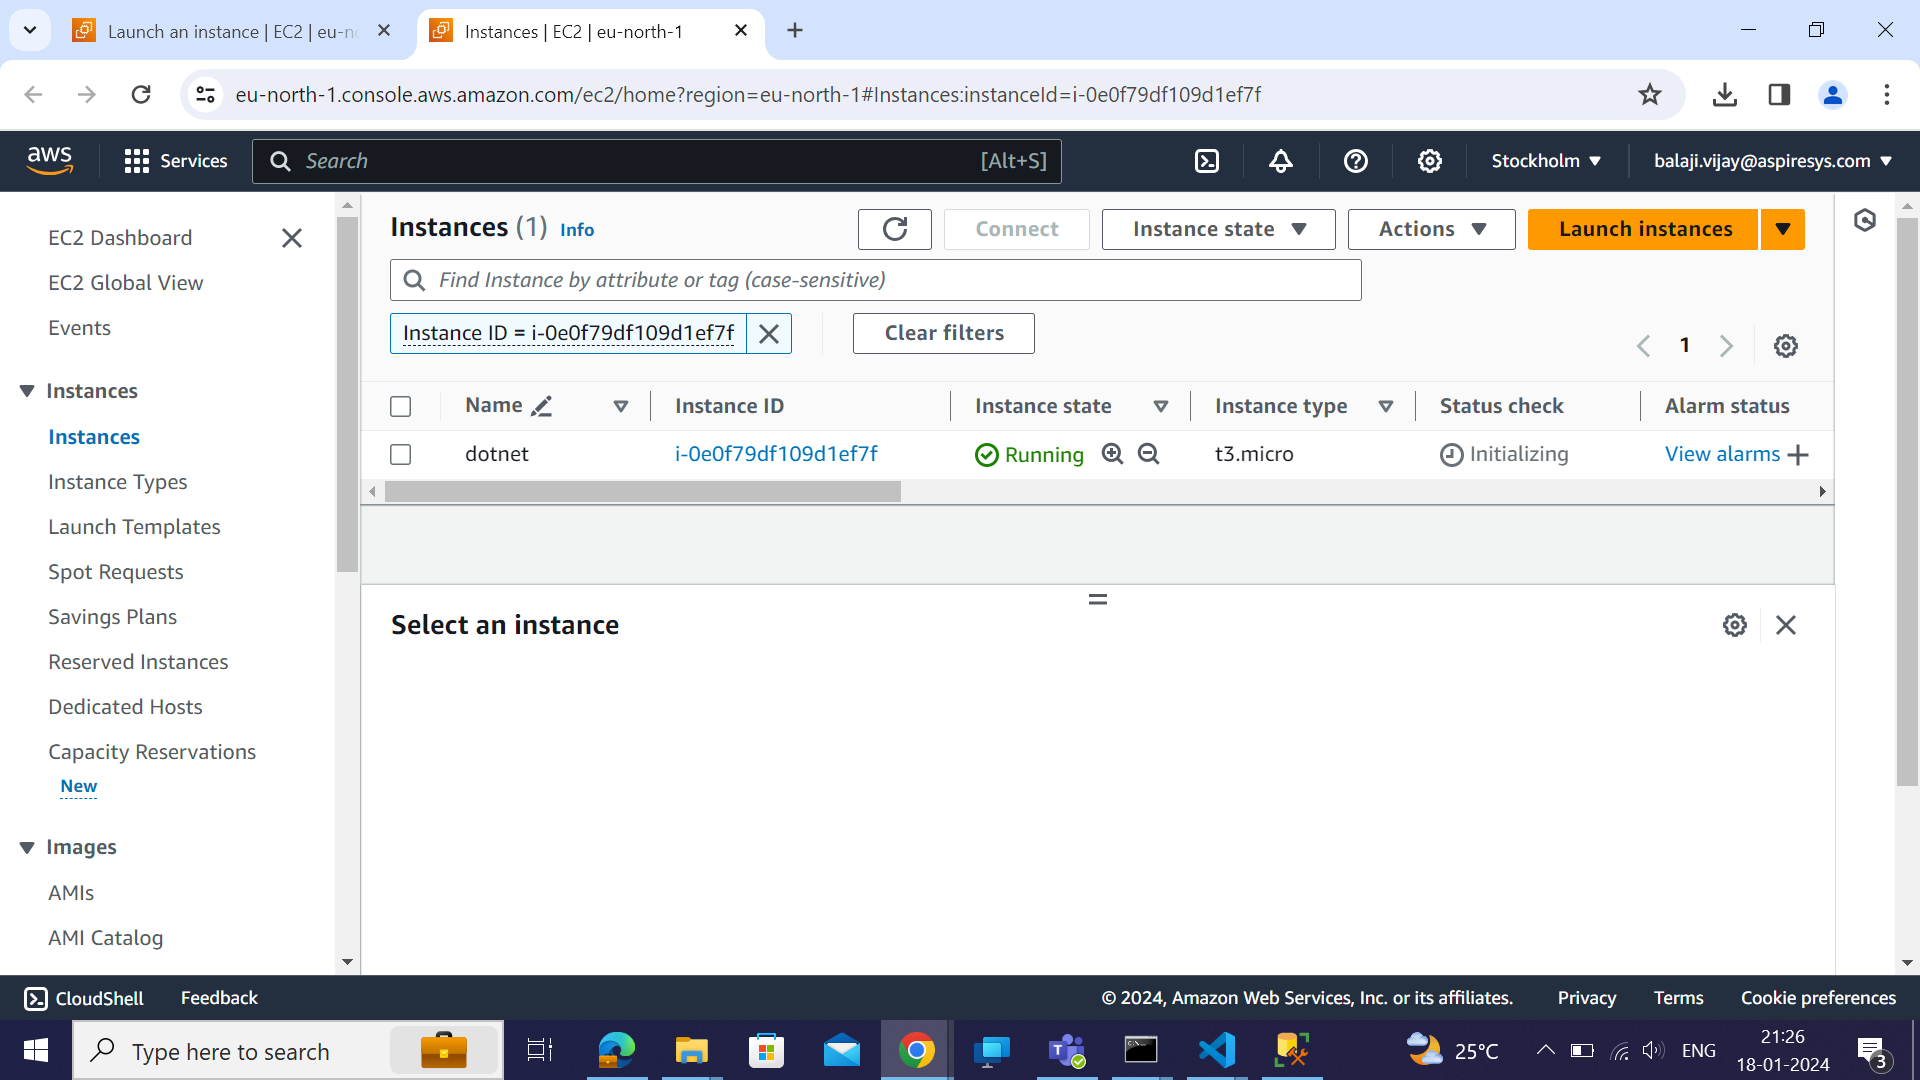 Launch an instance | EC2 | eu-no
Instances | EC2 | eu-north-1
eu-north-1.console.aws.amazon.com/ec2/home?region=eu-north-1#Instances:instanceId=i-0e0f79df109d1ef7f
aws
Services
Search
[Alt+S]
Stockholm
balaji.vijay@aspiresys.com
EC2 Dashboard
EC2 Global View
Events
Instances
Instances
Instance Types
Launch Templates
Spot Requests
Savings Plans
Reserved Instances
Dedicated Hosts
Capacity Reservations
New
Images
AMIs
AMI Catalog
Instances (1) Info
Connect
Instance state
Actions
Launch instances
Find Instance by attribute or tag (case-sensitive)
Instance ID = i-0e0f79df109d1ef7f
Clear filters
1
Name Instance ID Instance state Instance type Status check Alarm status
dotnet i-0e0f79df109d1ef7f Running t3.micro Initializing View alarms
Select an instance
CloudShell Feedback © 2024, Amazon Web Services, Inc. or its affiliates. Privacy Terms Cookie preferences
Type here to search
25°C
ENG
21:26
18-01-2024
3